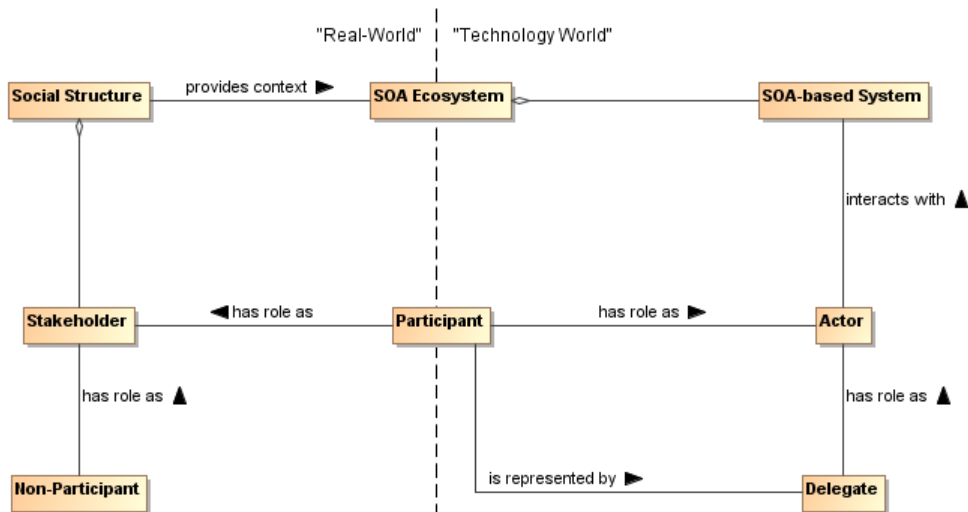 "Real-World" "Technology World"
Social Structure
provides context
SOA Ecosystem
SOA-based System
interacts with
Stakeholder
has role as
Participant
has role as
Actor
has role as
has role as
is represented by
Non-Participant
Delegate